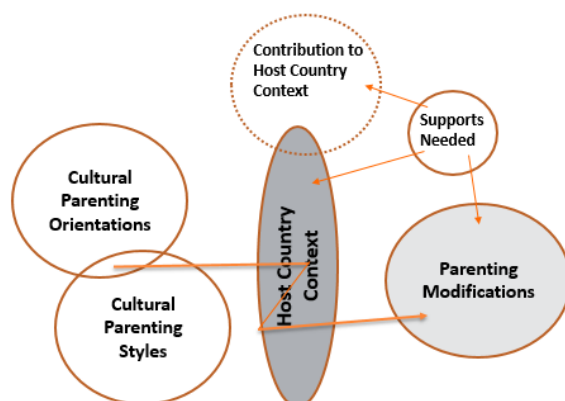 Contribution to
Host Country
Context
Supports
Needed
Cultural
Parenting
Orientations
Host Country
Context
Parenting
Modifications
Cultural
Parenting
Styles